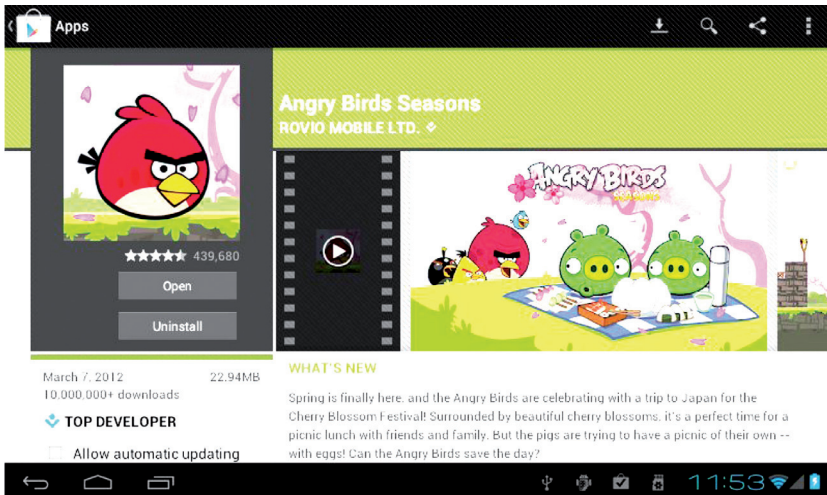 Apps
Angry Birds Seasons
ROVIO MOBILE LTD.
ANGRY BIRDS
SEASONS
439,680
Open
Uninstall
March 7, 2012
22.94MB
10,000,000+ downloads
TOP DEVELOPER
Allow automatic updating
WHAT'S NEW
Spring is finally here, and the Angry Birds are celebrating with a trip to Japan for the
Cherry Blossom Festival! Surrounded by beautiful cherry blossoms, it's a perfect time for a
picnic lunch with friends and family. But the pigs are trying to have a picnic of their own --
with eggs! Can the Angry Birds save the day?
11:53